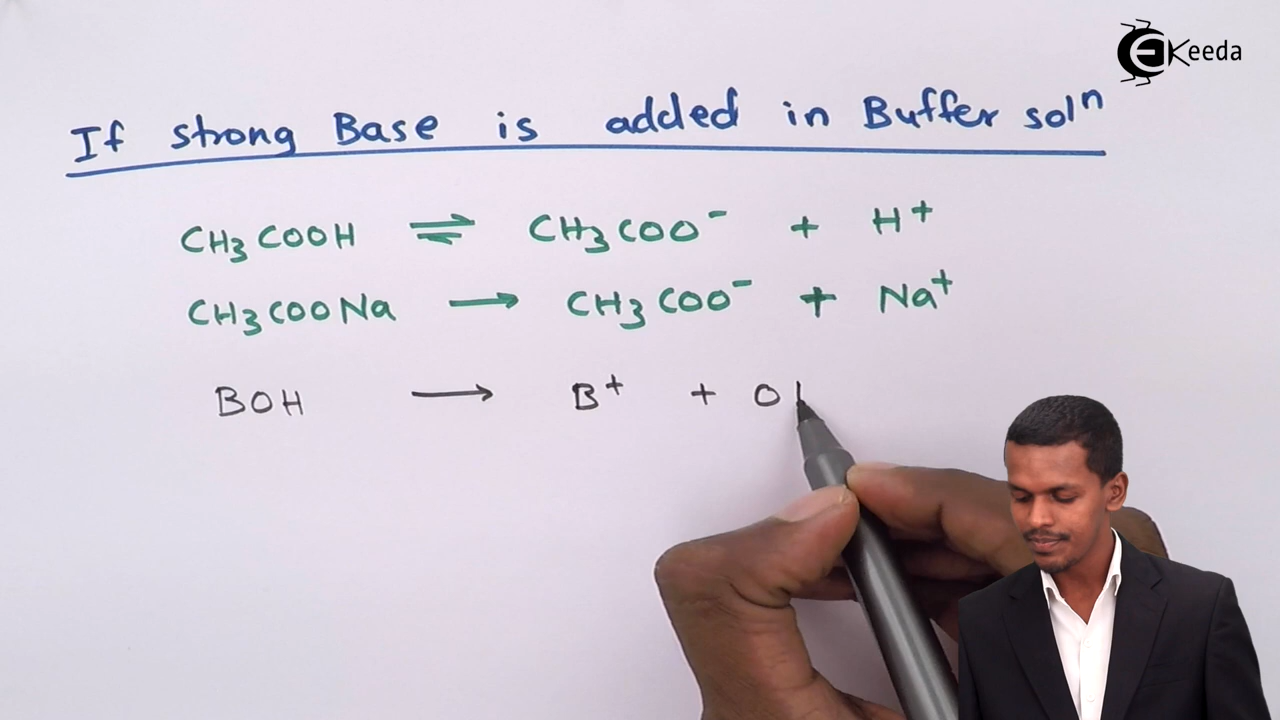 Keeda
If strong Base is added in Buffer solⁿ
CH₃COOH ⇌ CH₃COO⁻ + H⁺
CH₃COONa → CH₃COO⁻ + Na⁺
BOH → B⁺ + O